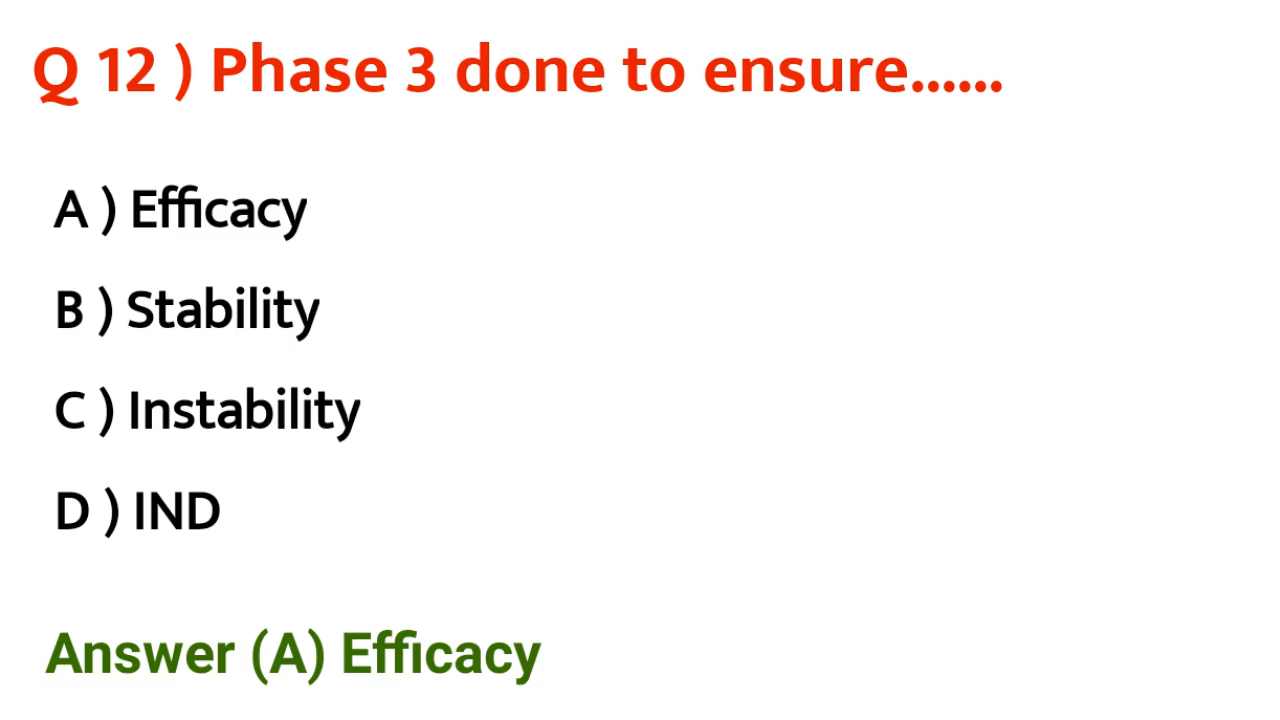 Q 12 ) Phase 3 done to ensure......
A ) Efficacy
B ) Stability
C ) Instability
D ) IND
Answer (A) Efficacy